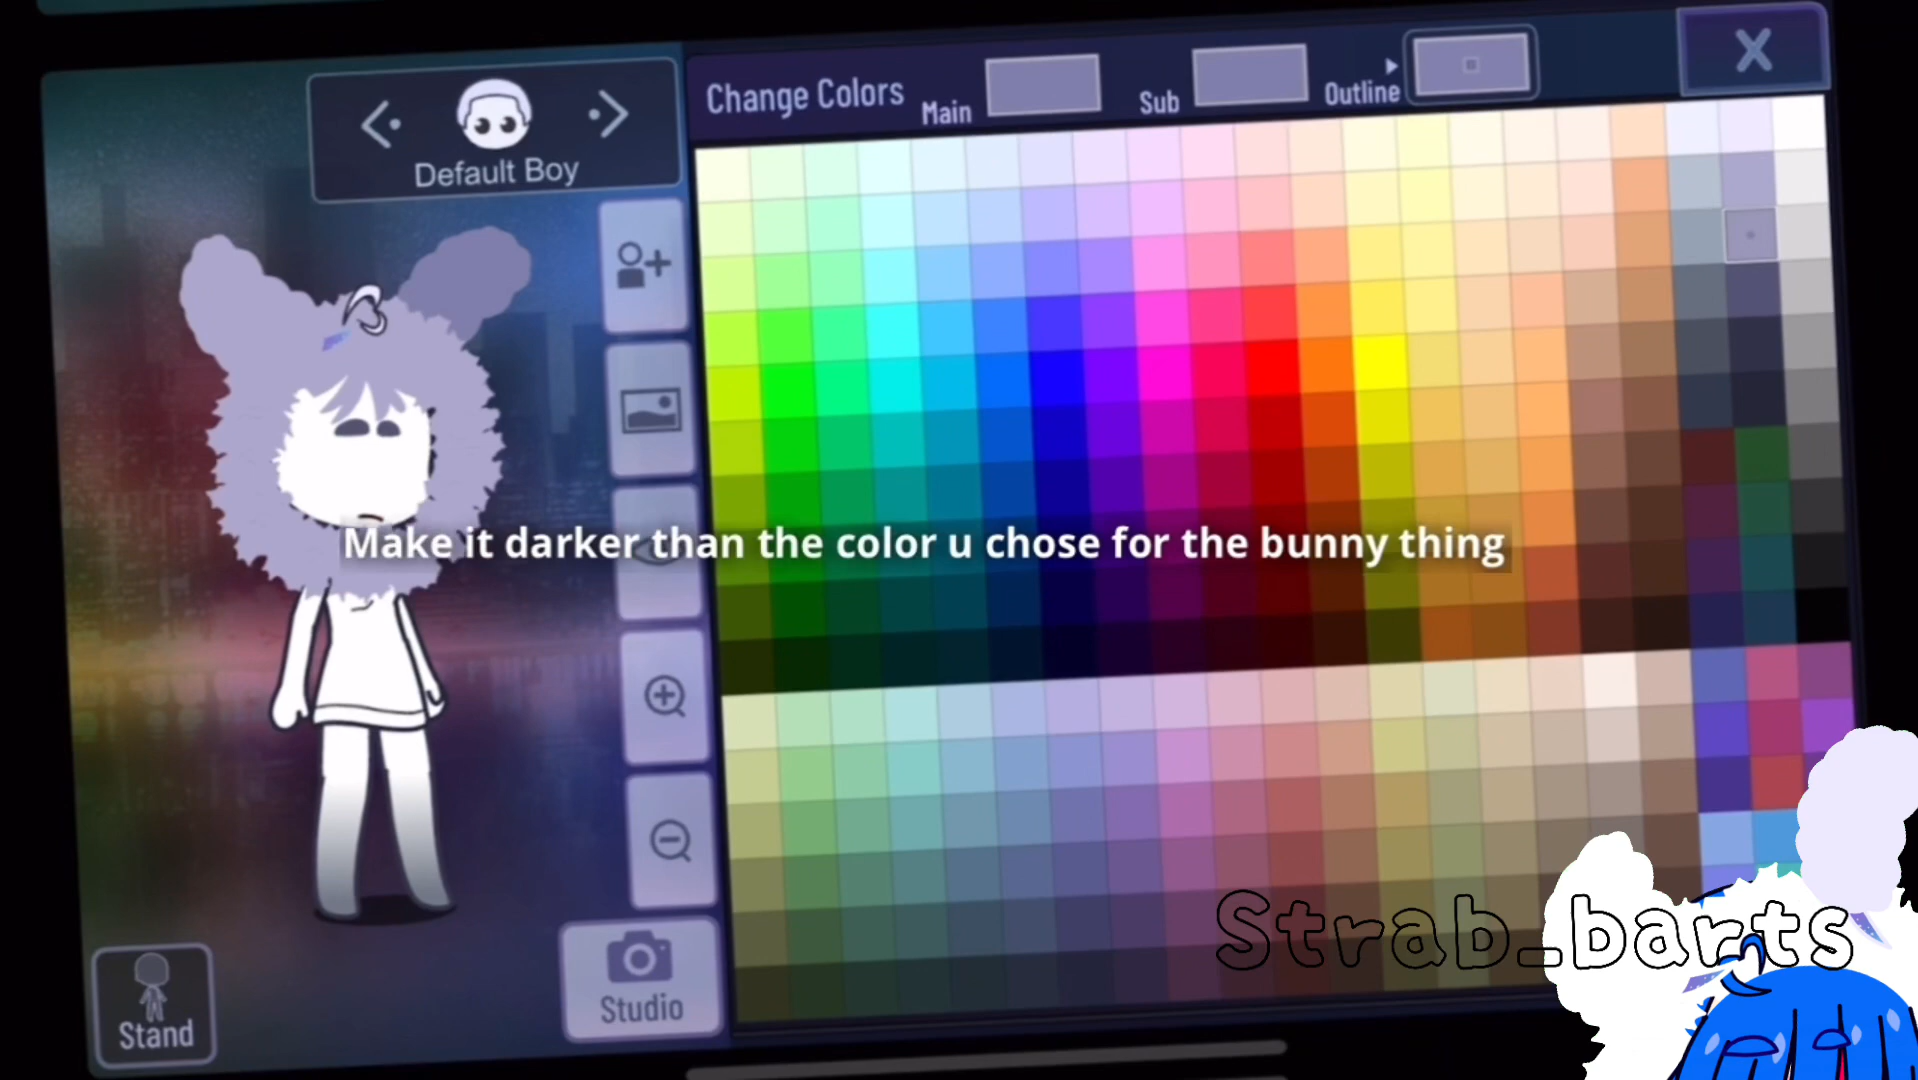 Change Colors
Main
Sub
Outline
X
Default Boy
Make it darker than the color u chose for the bunny thing
Strab_barts
Studio
Stand